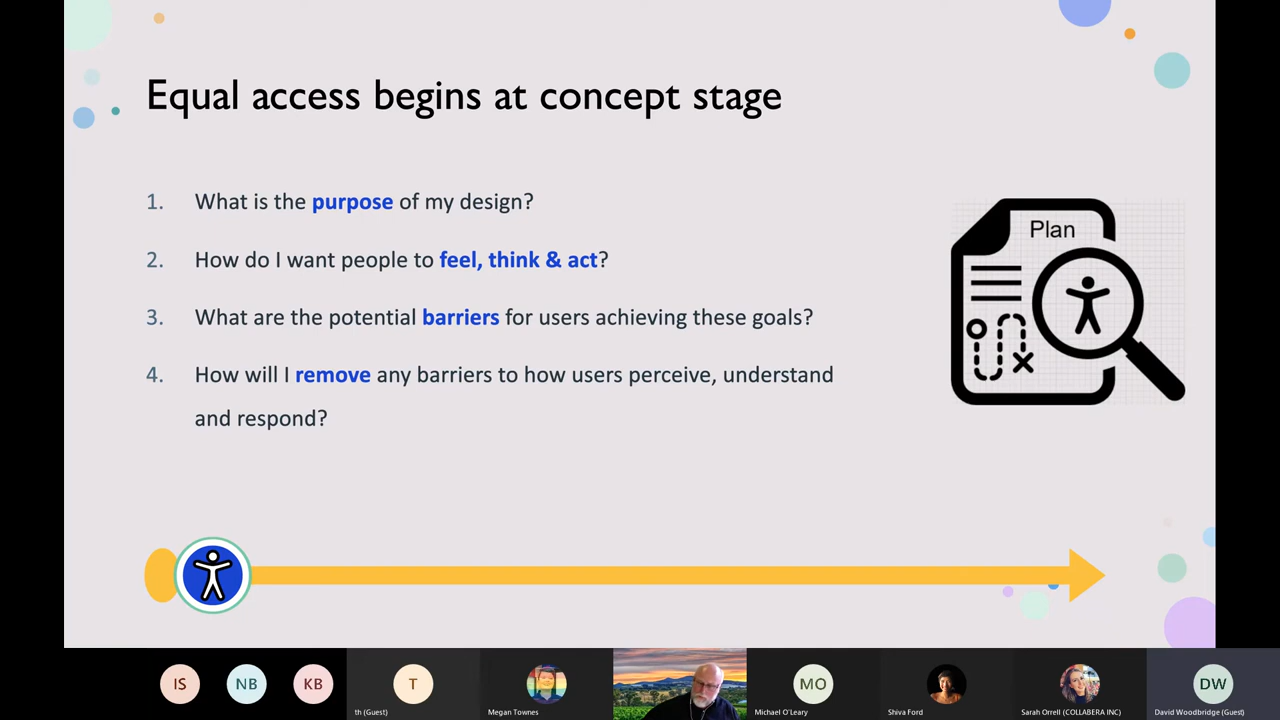 Equal access begins at concept stage
1. What is the purpose of my design?
2. How do I want people to feel, think & act?
3. What are the potential barriers for users achieving these goals?
4. How will I remove any barriers to how users perceive, understand
and respond?
Plan
IS
NB
KB
T
MO
DW
th (Guest)
Megan Townes
Michael O'Leary
Shiva Ford
Sarah Orrell (COLLABERA INC)
David Woodbridge (Guest)